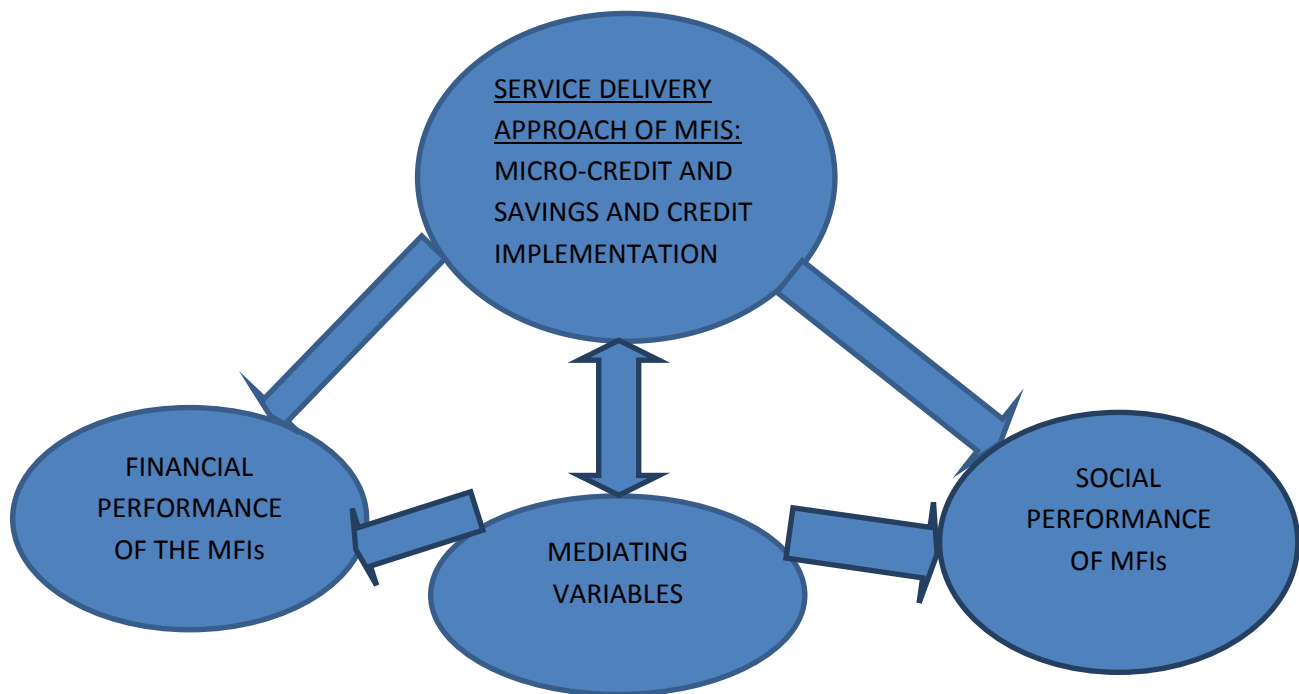 SERVICE DELIVERY
APPROACH OF MFIS:
MICRO-CREDIT AND
SAVINGS AND CREDIT
IMPLEMENTATION
FINANCIAL
PERFORMANCE
OF THE MFIs
MEDIATING
VARIABLES
SOCIAL
PERFORMANCE
OF MFIs